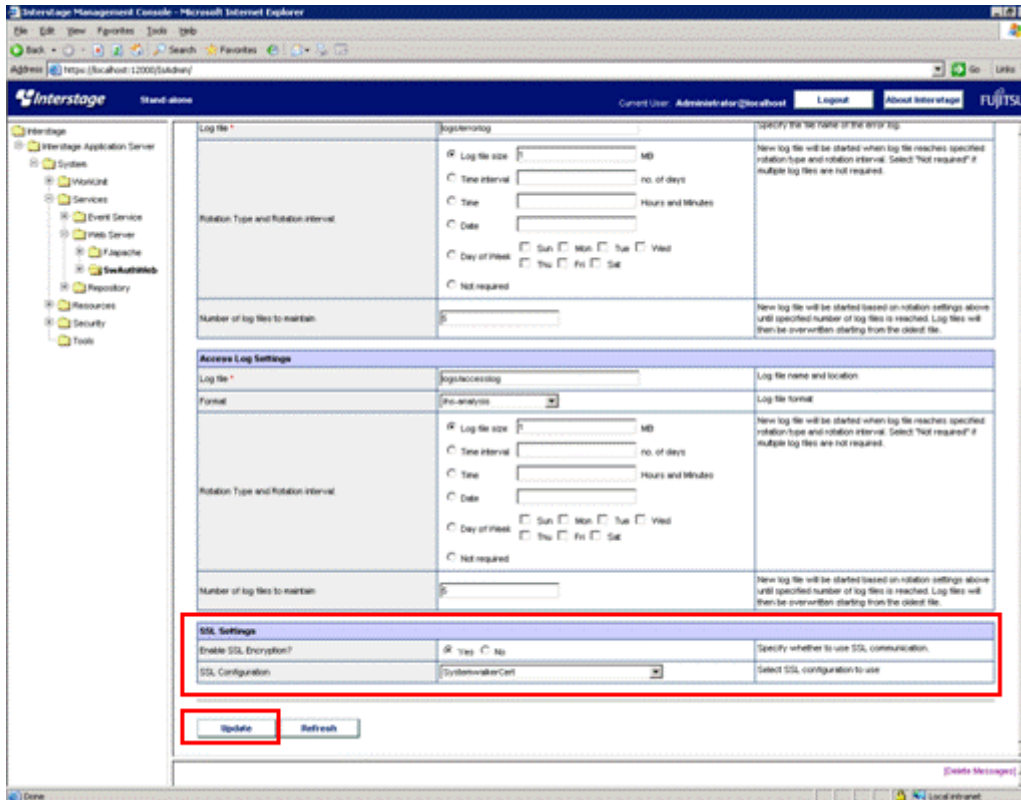 Interstage Management Console - Microsoft Internet Explorer
File Edit View Favorites Tools Help
Back Search Favorites
Address https://localhost:12000/IsAdmin/ Go Links
Interstage Stand-alone Current User: Administrator@localhost Logout About Interstage FUJITSU
Interstage
Interstage Application Server
System
WorkUnit
Services
Event Service
Web Server
FJapache
SwAuthWeb
Repository
Resources
Security
Tools
Log file * logs/errorlog Specify the file name of the error log.
Rotation Type and Rotation interval
Log file size 1 MB
Time interval no. of days
Time Hours and Minutes
Date
Day of Week Sun Mon Tue Wed
Thu Fri Sat
Not required
New log file will be started when log file reaches specified
rotation type and rotation interval. Select "Not required" if
multiple log files are not required.
Number of log files to maintain 5
New log file will be started based on rotation settings above
until specified number of log files is reached. Log files will
then be overwritten starting from the oldest file.
Access Log Settings
Log file * logs/accesslog Log file name and location
Format ihs-analysis Log file format
Rotation Type and Rotation interval
Log file size 1 MB
Time interval no. of days
Time Hours and Minutes
Date
Day of Week Sun Mon Tue Wed
Thu Fri Sat
Not required
New log file will be started when log file reaches specified
rotation type and rotation interval. Select "Not required" if
multiple log files are not required.
Number of log files to maintain 5
New log file will be started based on rotation settings above
until specified number of log files is reached. Log files will
then be overwritten starting from the oldest file.
SSL Settings
Enable SSL Encryption? Yes No Specify whether to use SSL communication.
SSL Configuration SystemwalkerCert Select SSL configuration to use
Update Refresh
[Delete Messages]
Done Local intranet